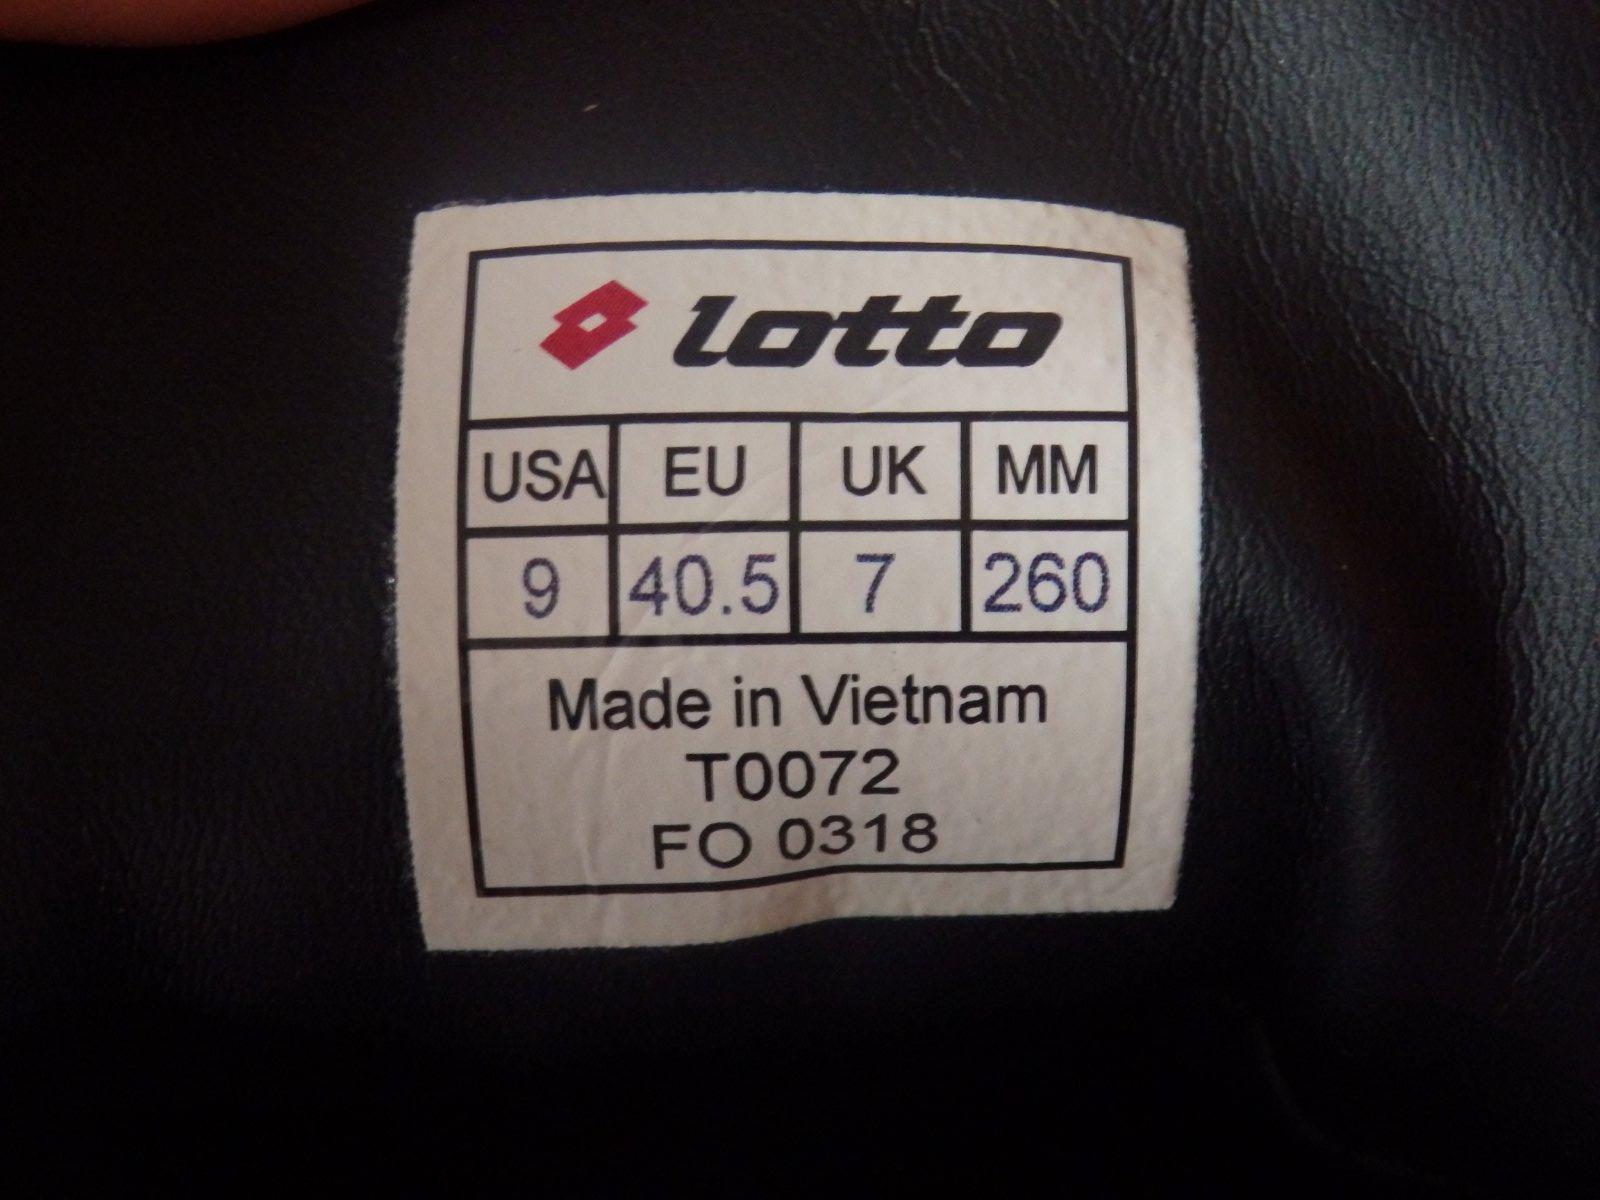 lotto
USA EU UK MM
9 40.5 7 260
Made in Vietnam
T0072
FO 0318